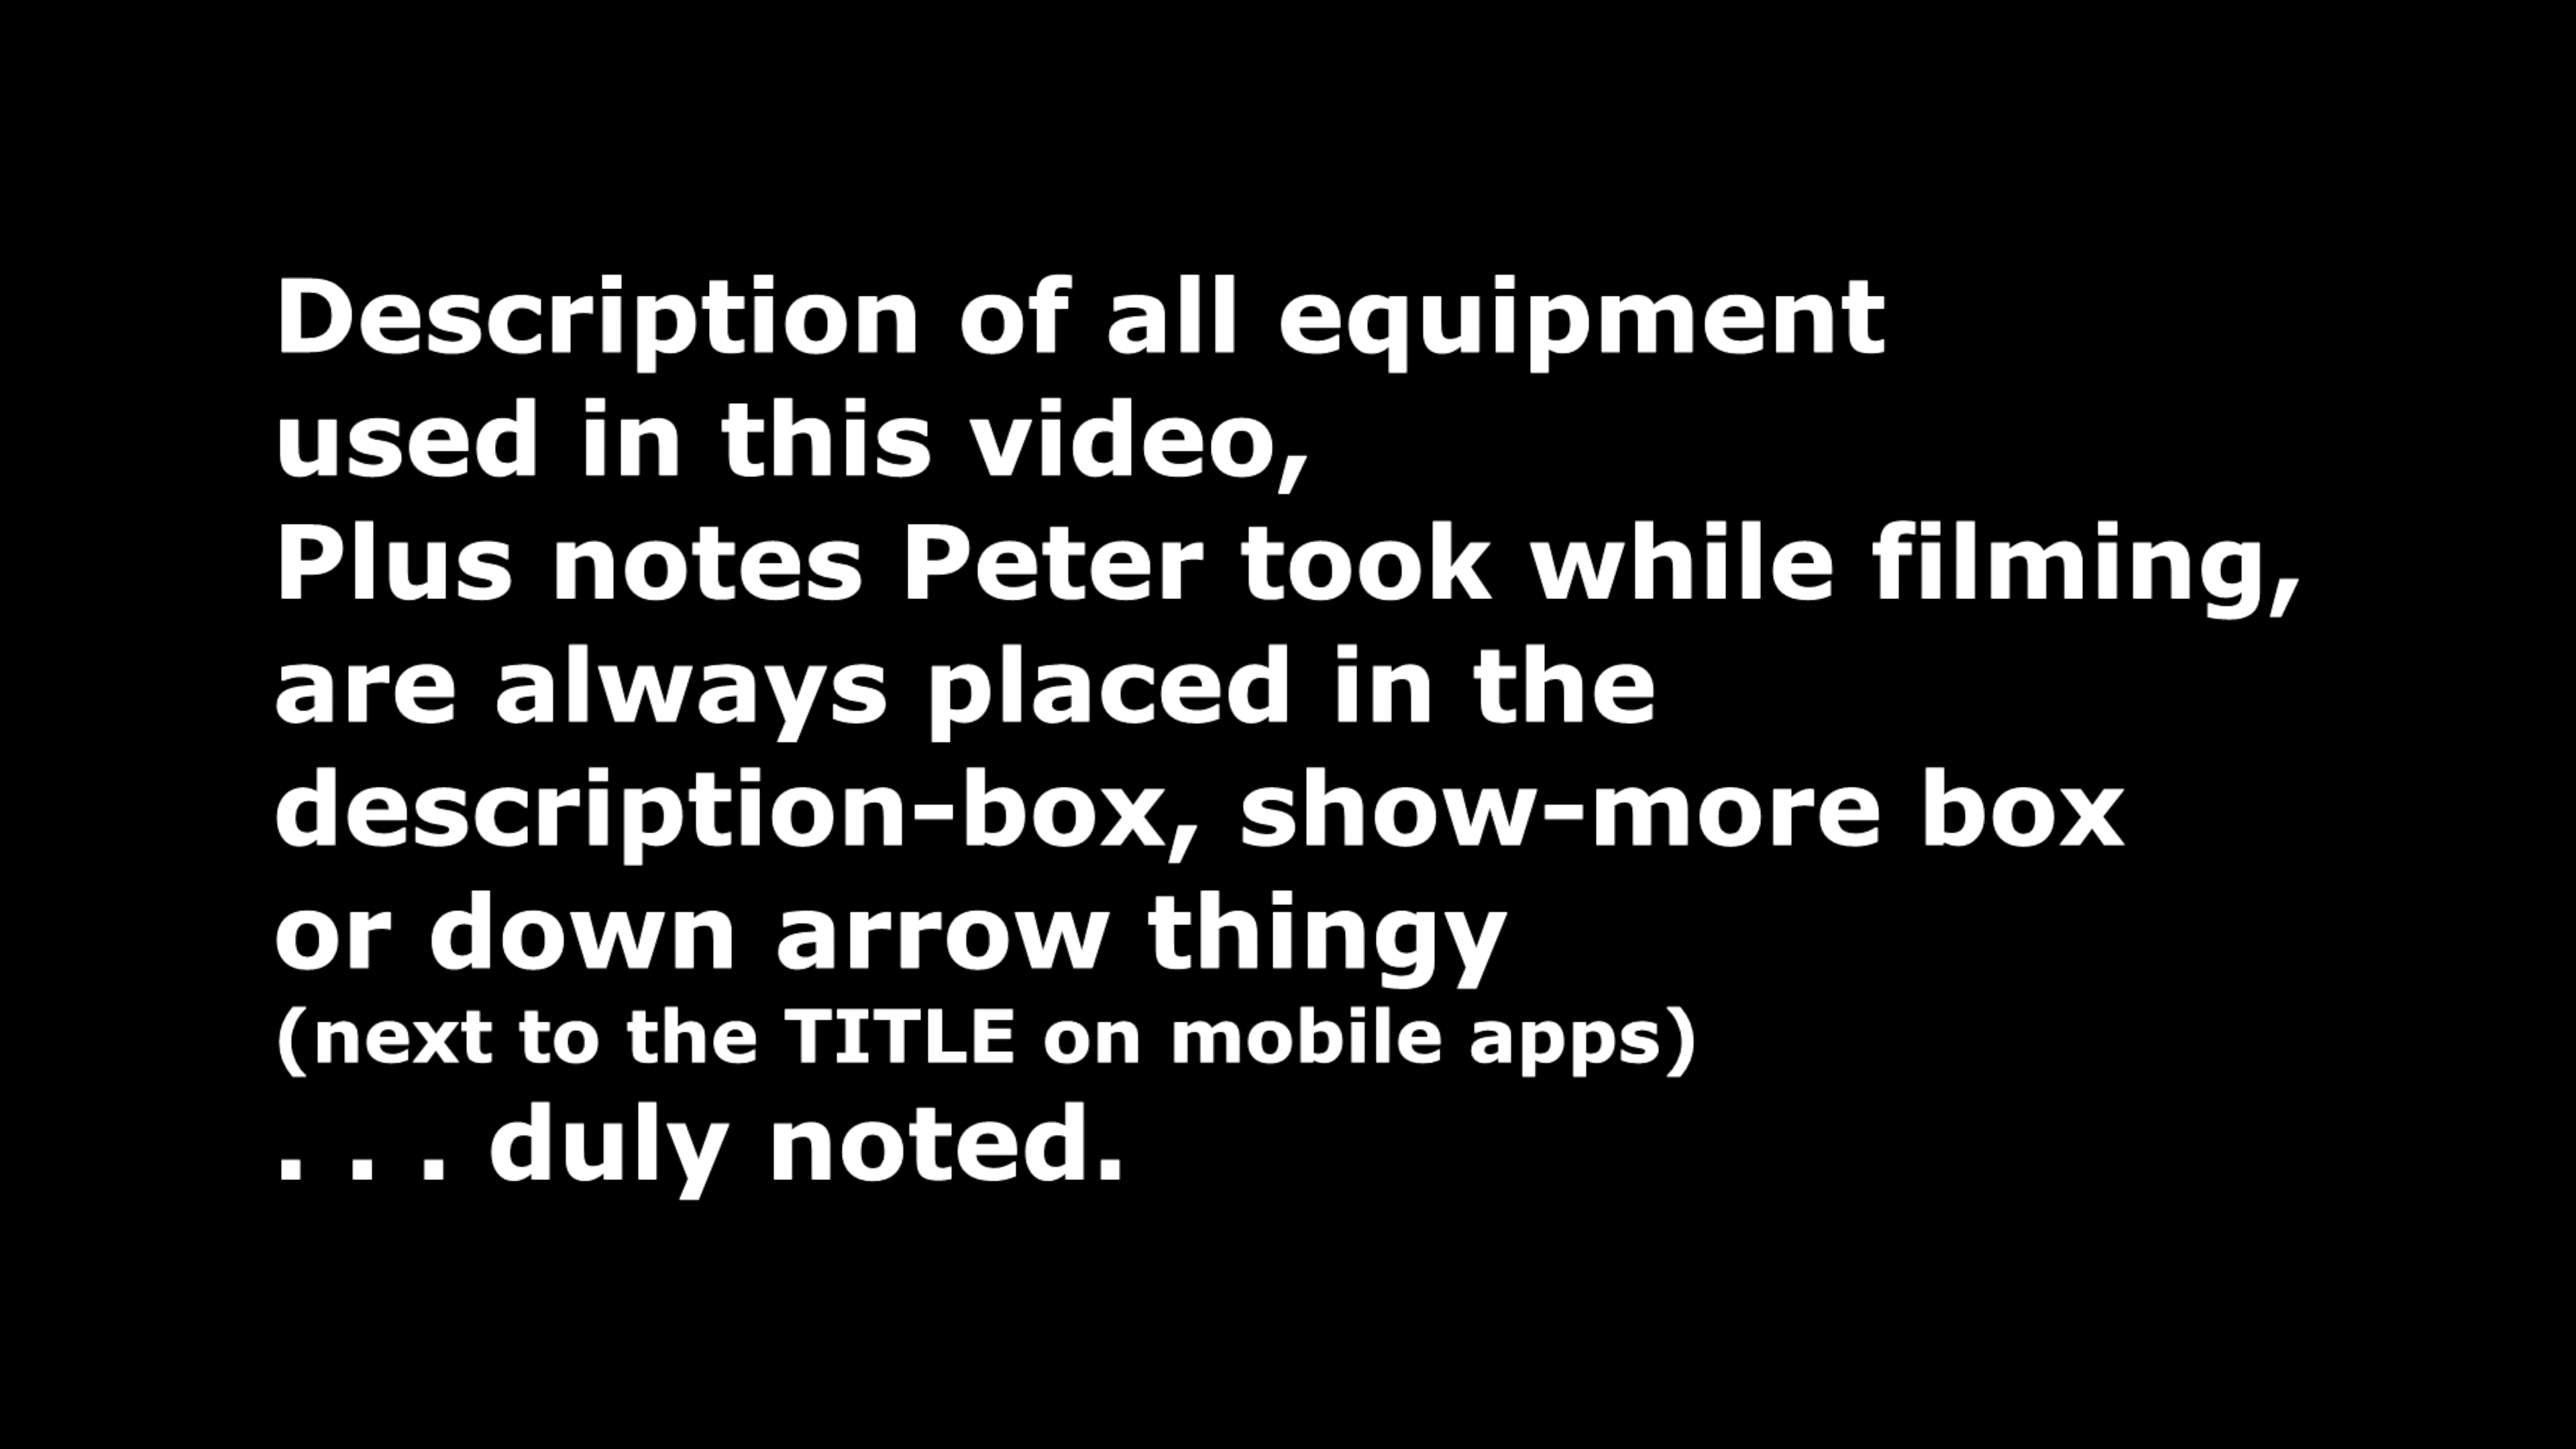 Description of all equipment
used in this video,
Plus notes Peter took while filming,
are always placed in the
description-box, show-more box
or down arrow thingy
(next to the TITLE on mobile apps)
. . . duly noted.